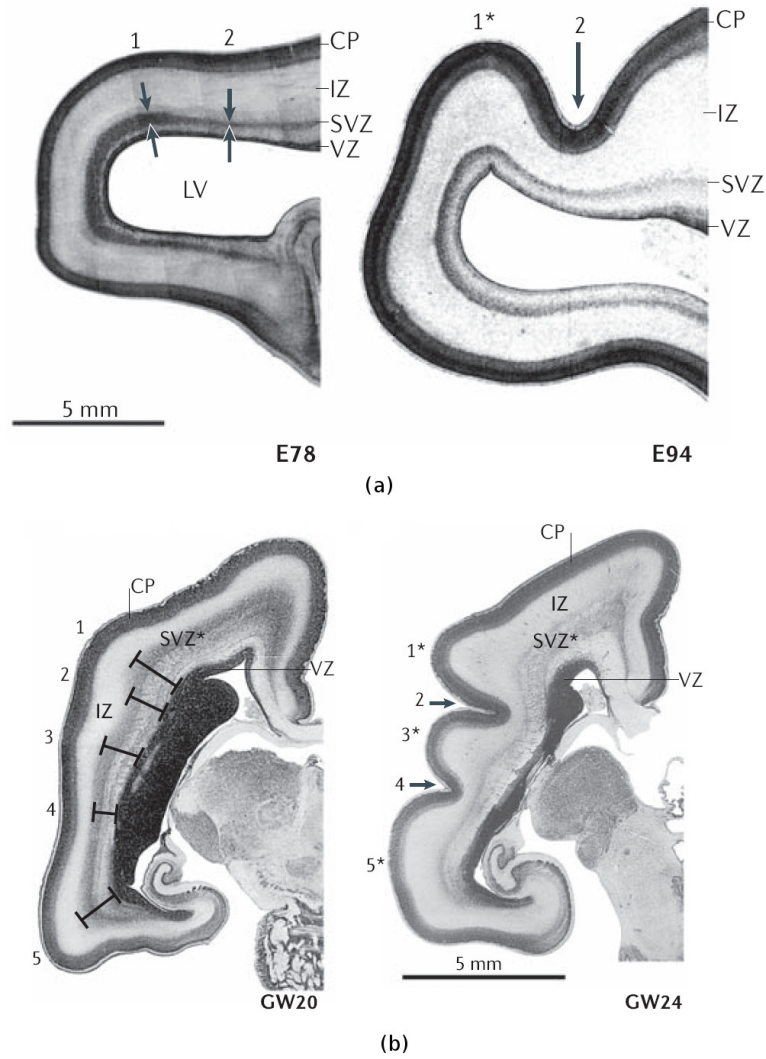 1
2
CP
IZ
SVZ
VZ
LV
5 mm
E78
1*
2
CP
IZ
SVZ
VZ
E94
(a)
CP
1
SVZ*
2
VZ
IZ
3
4
5
GW20
CP
IZ
SVZ*
1*
VZ
2
3*
4
5*
5 mm
GW24
(b)